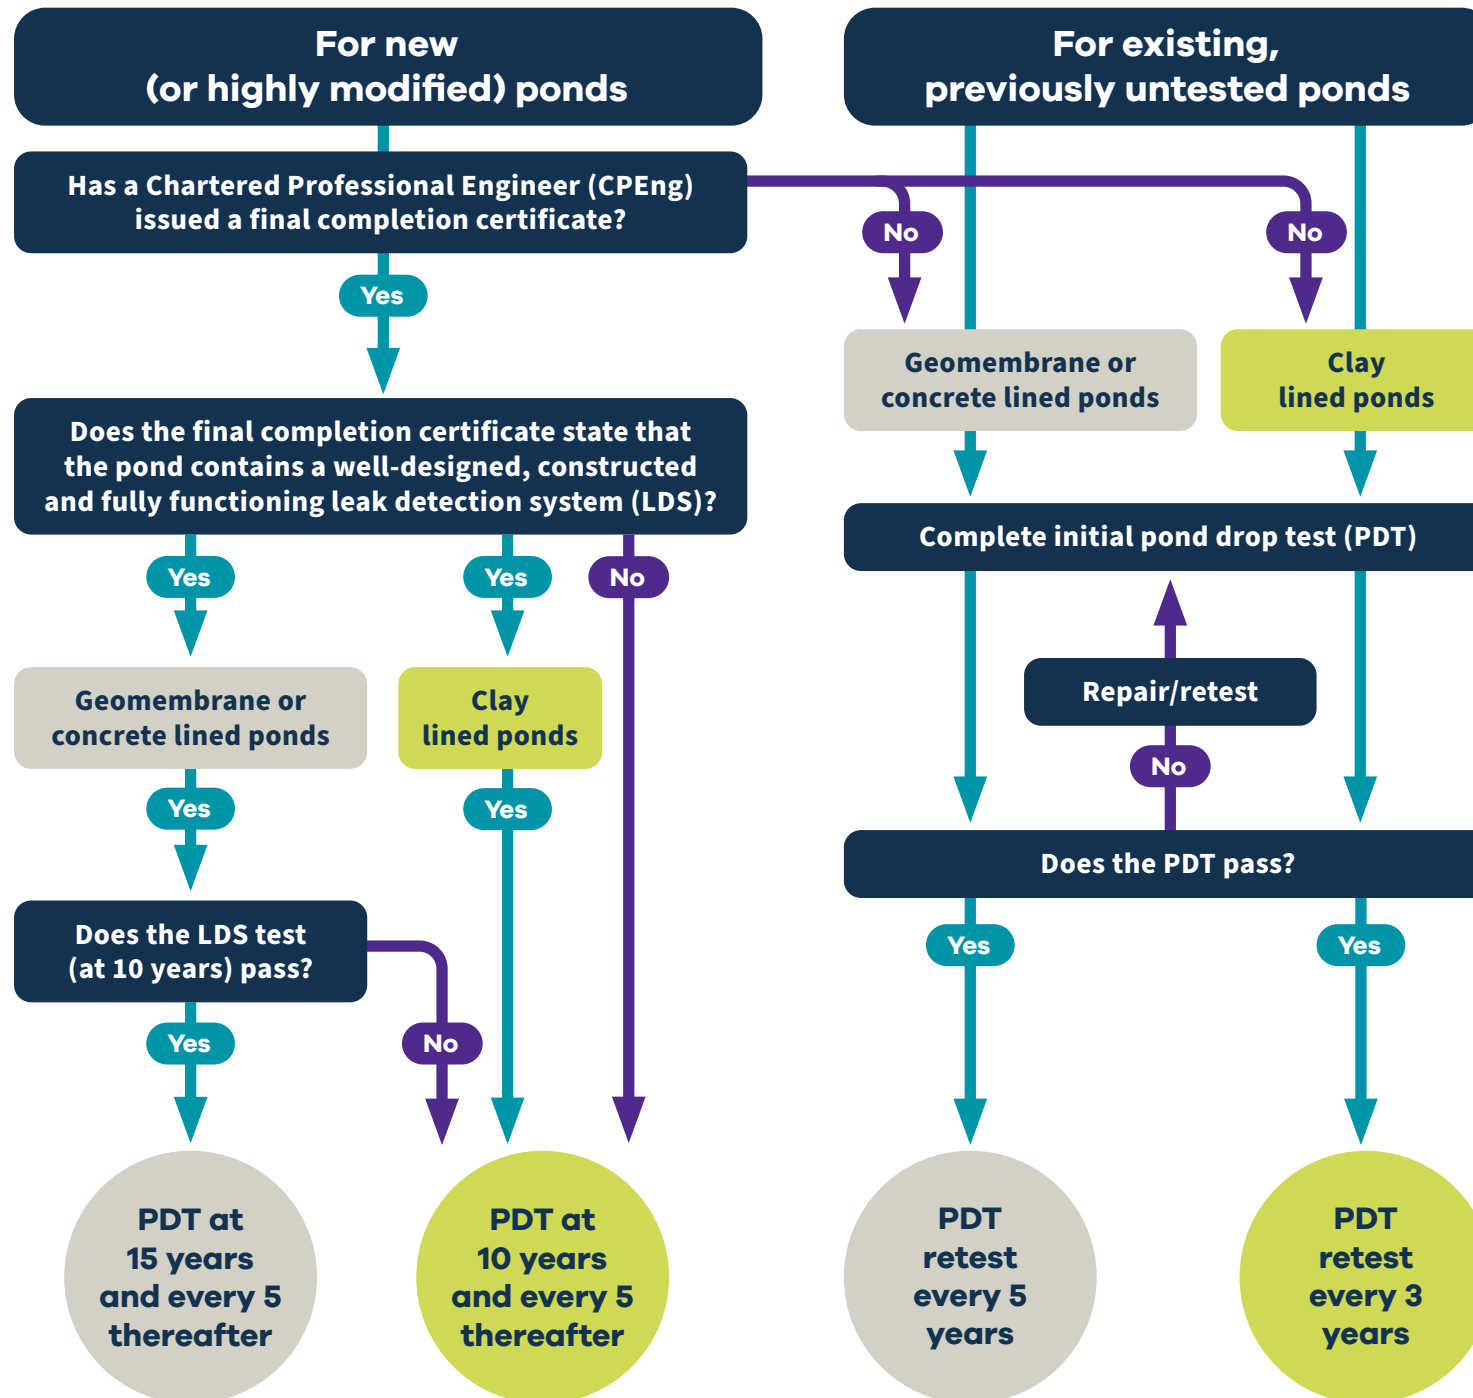 For new
(or highly modified) ponds
Has a Chartered Professional Engineer (CPEng)
issued a final completion certificate?
Yes
Does the final completion certificate state that
the pond contains a well-designed, constructed
and fully functioning leak detection system (LDS)?
Yes
Yes
No
Geomembrane or
concrete lined ponds
Clay
lined ponds
Yes
Yes
Does the LDS test
(at 10 years) pass?
Yes
No
PDT at
15 years
and every 5
thereafter
PDT at
10 years
and every 5
thereafter
For existing,
previously untested ponds
No
No
Geomembrane or
concrete lined ponds
Clay
lined ponds
Complete initial pond drop test (PDT)
Repair/retest
No
Does the PDT pass?
Yes
Yes
PDT
retest
every 5
years
PDT
retest
every 3
years